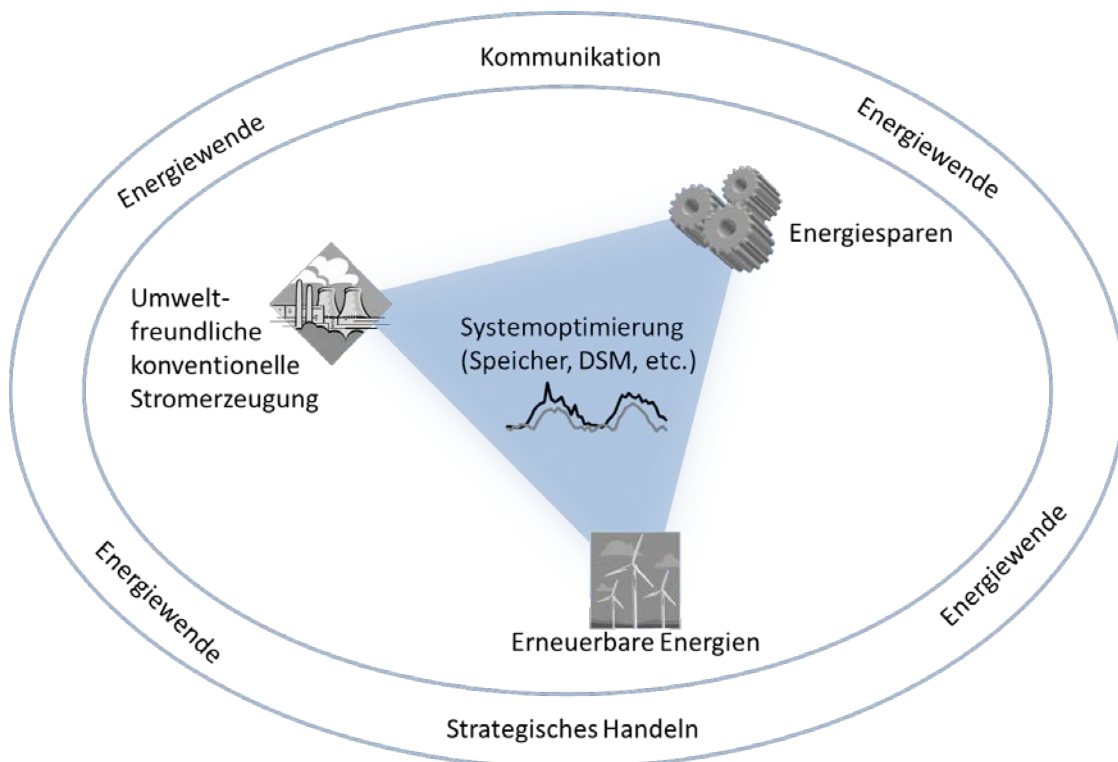 Kommunikation
Energiewende
Energiewende
Energiesparen
Umwelt-
freundliche
konventionelle
Stromerzeugung
Systemoptimierung
(Speicher, DSM, etc.)
Energiewende
Energiewende
Erneuerbare Energien
Strategisches Handeln